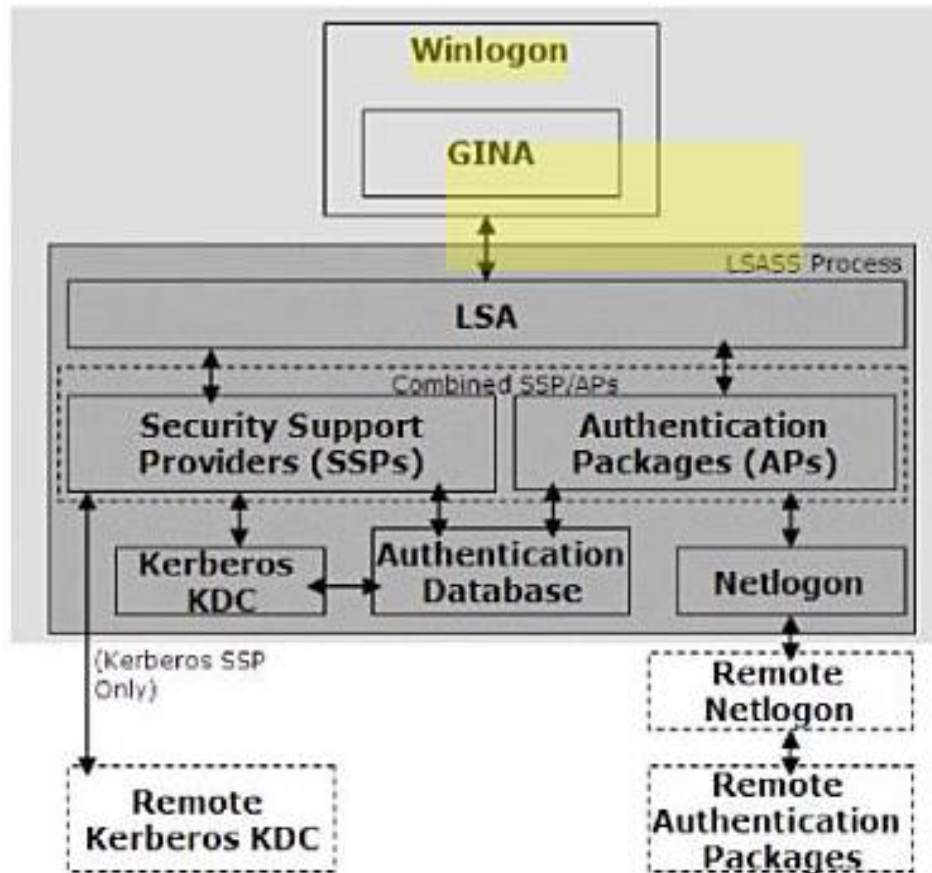 Winlogon
GINA
LSASS Process
LSA
Combined SSP/APs
Security Support
Providers (SSPs)
Authentication
Packages (APs)
Kerberos
KDC
Authentication
Database
Netlogon
(Kerberos SSP
Only)
Remote
Netlogon
Remote
Kerberos KDC
Remote
Authentication
Packages